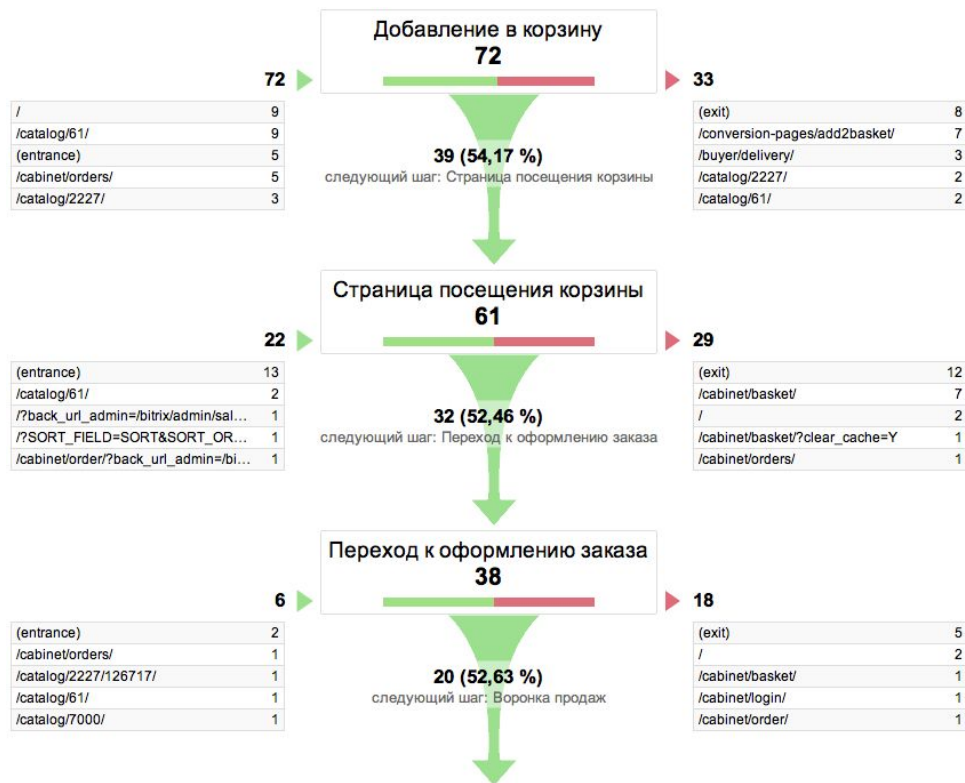 Добавление в корзину
72
72
33
/ 9
/catalog/61/ 9
(entrance) 5
/cabinet/orders/ 5
/catalog/2227/ 3
39 (54,17 %)
следующий шаг: Страница посещения корзины
(exit) 8
/conversion-pages/add2basket/ 7
/buyer/delivery/ 3
/catalog/2227/ 2
/catalog/61/ 2
Страница посещения корзины
61
22
29
(entrance) 13
/catalog/61/ 2
/?back_url_admin=/bitrix/admin/sal... 1
/?SORT_FIELD=SORT&SORT_OR... 1
/cabinet/order/?back_url_admin=/bi... 1
32 (52,46 %)
следующий шаг: Переход к оформлению заказа
(exit) 12
/cabinet/basket/ 7
/ 2
/cabinet/basket/?clear_cache=Y 1
/cabinet/orders/ 1
Переход к оформлению заказа
38
6
18
(entrance) 2
/cabinet/orders/ 1
/catalog/2227/126717/ 1
/catalog/61/ 1
/catalog/7000/ 1
20 (52,63 %)
следующий шаг: Воронка продаж
(exit) 5
/ 2
/cabinet/basket/ 1
/cabinet/login/ 1
/cabinet/order/ 1